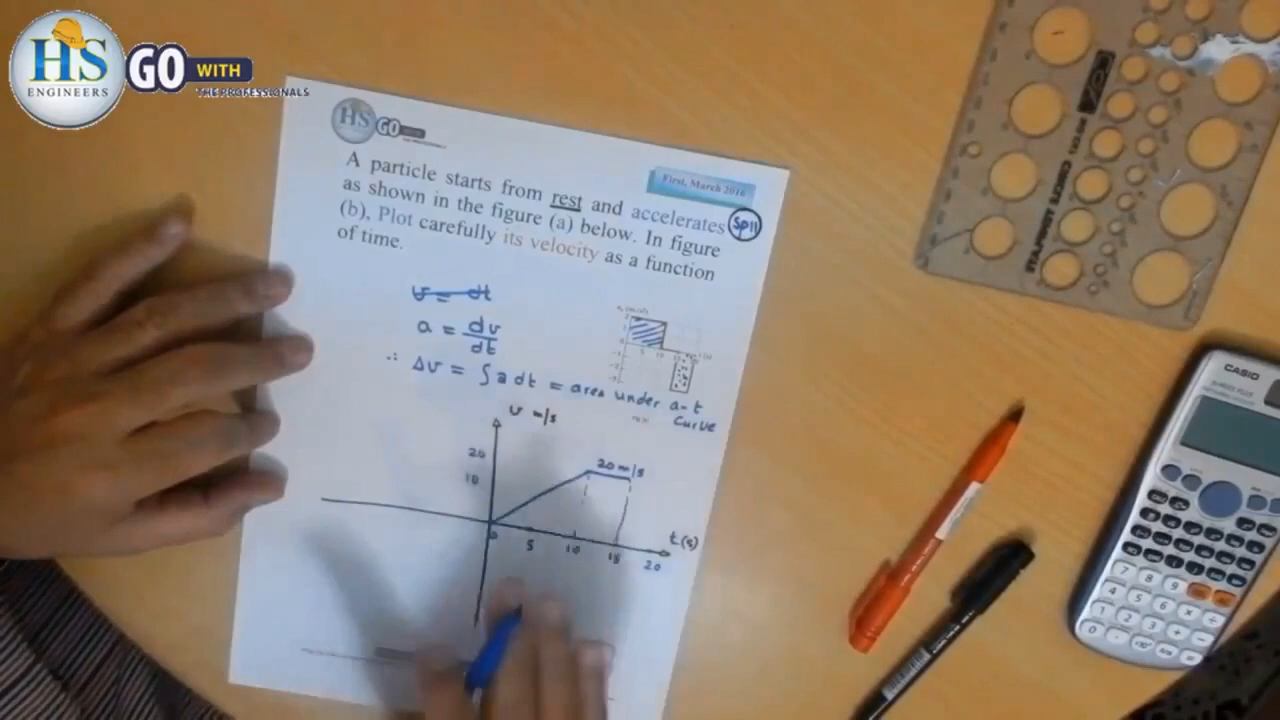 HS
ENGINEERS
GO WITH
THE PROFESSIONALS
HS GO
First, March 2016
A particle starts from rest and accelerates
as shown in the figure (a) below. In figure
(b), Plot carefully its velocity as a function
of time.
SP11
v = dt
a = dv/dt
∴ Δv = ∫ a dt = area under a-t
curve
v m/s
20
10
20 m/s
0 5 10 15 20
t(s)
CASIO